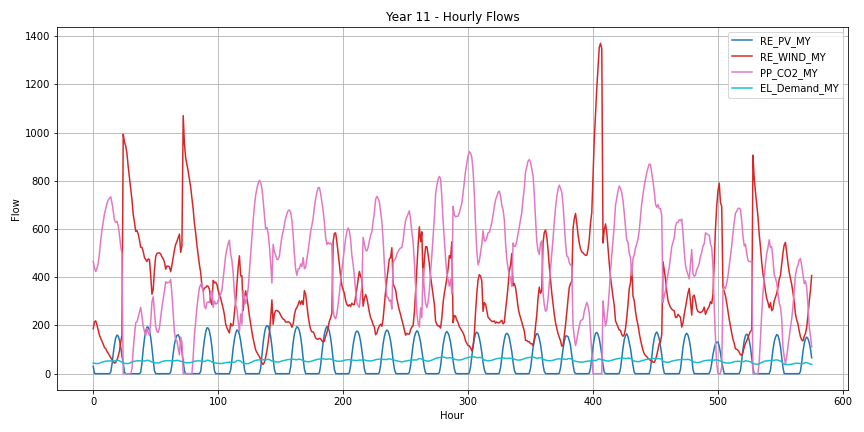 Year 11 - Hourly Flows
RE_PV_MY
RE_WIND_MY
PP_CO2_MY
EL_Demand_MY
Flow
1400
1200
1000
800
600
400
200
0
0 100 200 300 400 500 600
Hour